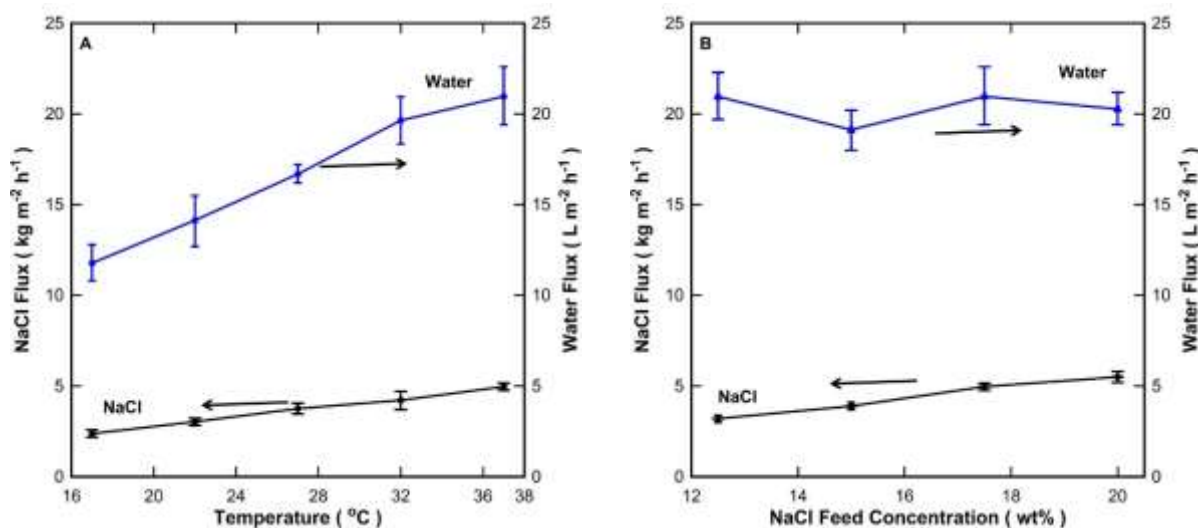 A
Water
NaCl
25
20
15
10
5
0
NaCl Flux ( kg m⁻² h⁻¹ )
25
20
15
10
5
0
Water Flux ( L m⁻² h⁻¹ )
16 20 24 28 32 36 38
Temperature ( °C )
B
Water
NaCl
25
20
15
10
5
0
NaCl Flux ( kg m⁻² h⁻¹ )
25
20
15
10
5
0
Water Flux ( L m⁻² h⁻¹ )
12 14 16 18 20
NaCl Feed Concentration ( wt% )